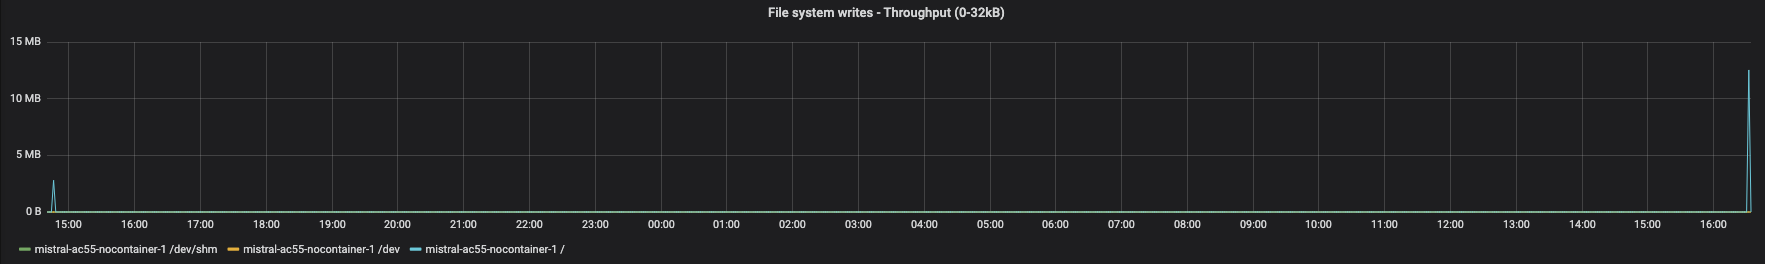 File system writes - Throughput (0-32kB)
15 MB
10 MB
5 MB
0 B
15:00 16:00 17:00 18:00 19:00 20:00 21:00 22:00 23:00 00:00 01:00 02:00 03:00 04:00 05:00 06:00 07:00 08:00 09:00 10:00 11:00 12:00 13:00 14:00 15:00 16:00
mistral-ac55-nocontainer-1 /dev/shm mistral-ac55-nocontainer-1 /dev mistral-ac55-nocontainer-1 /